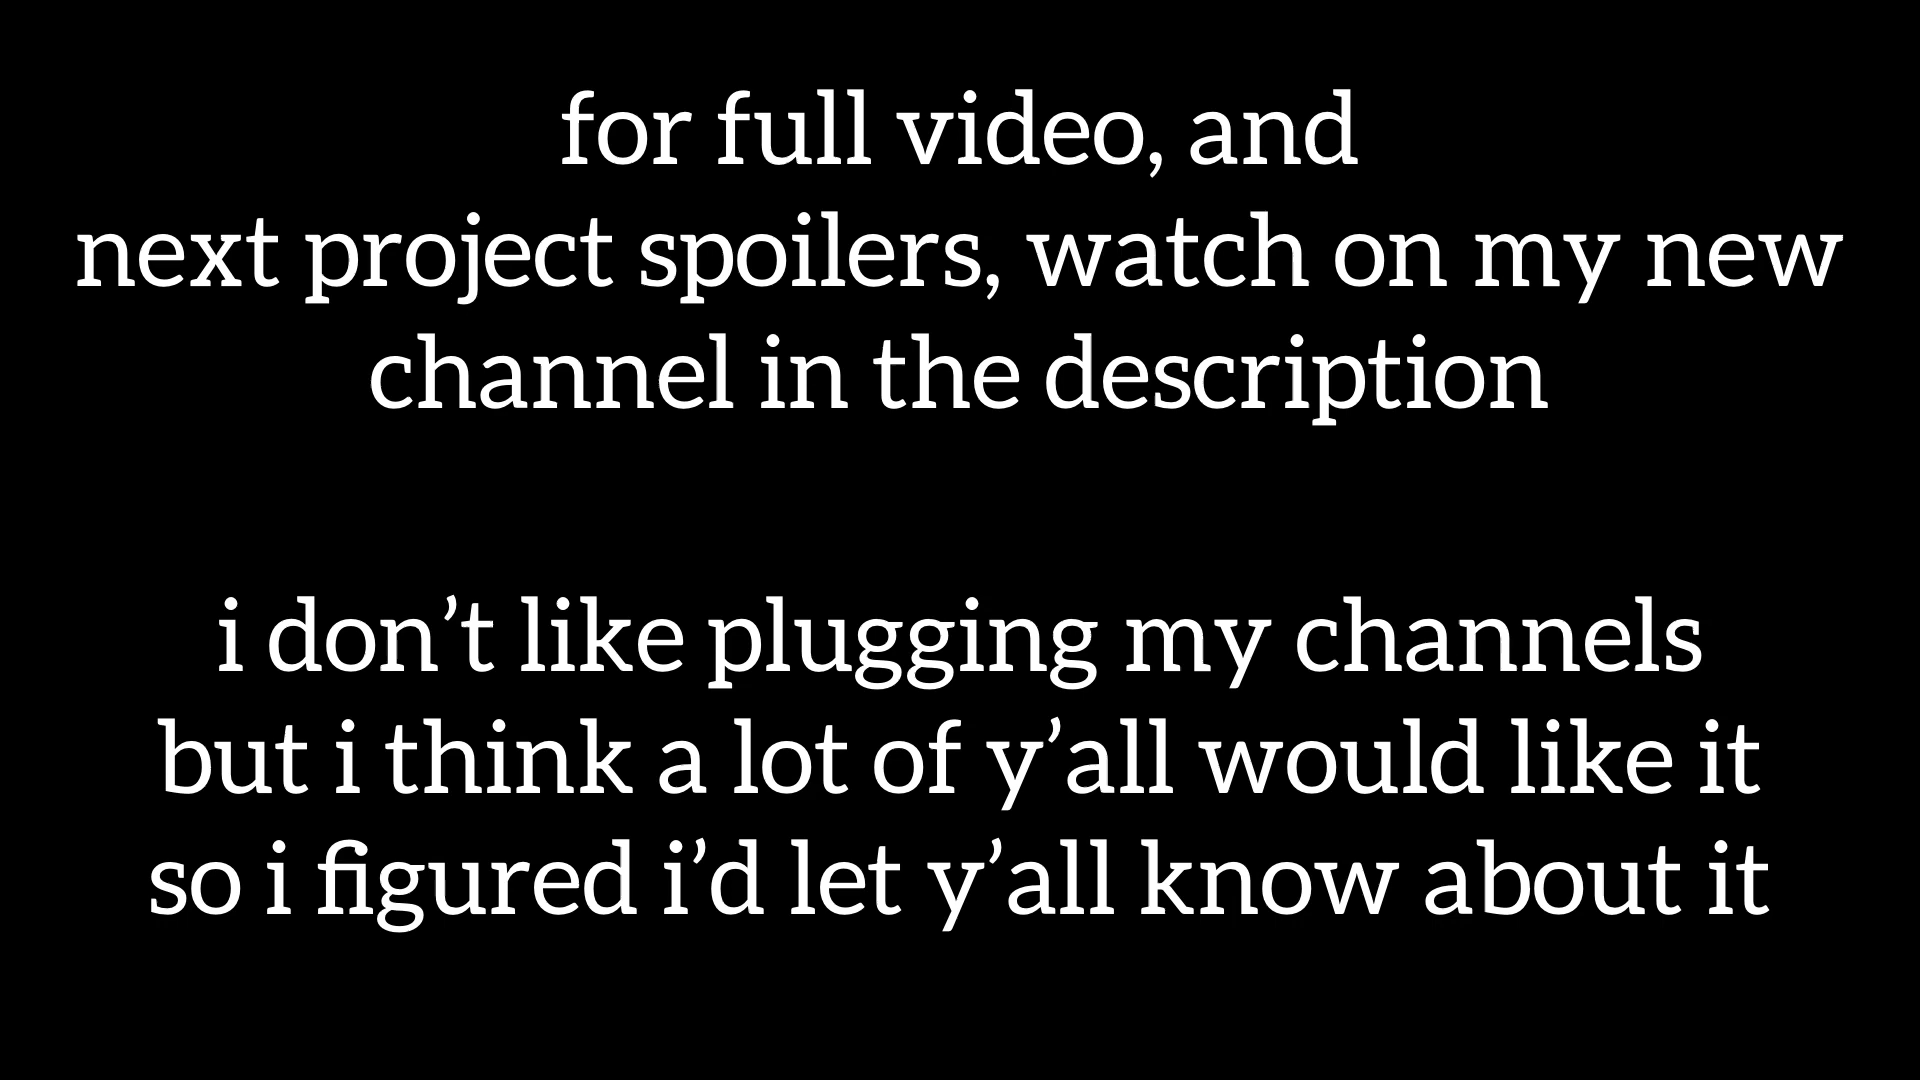 for full video, and
next project spoilers, watch on my new
channel in the description
i don’t like plugging my channels
but i think a lot of y’all would like it
so i figured i’d let y’all know about it